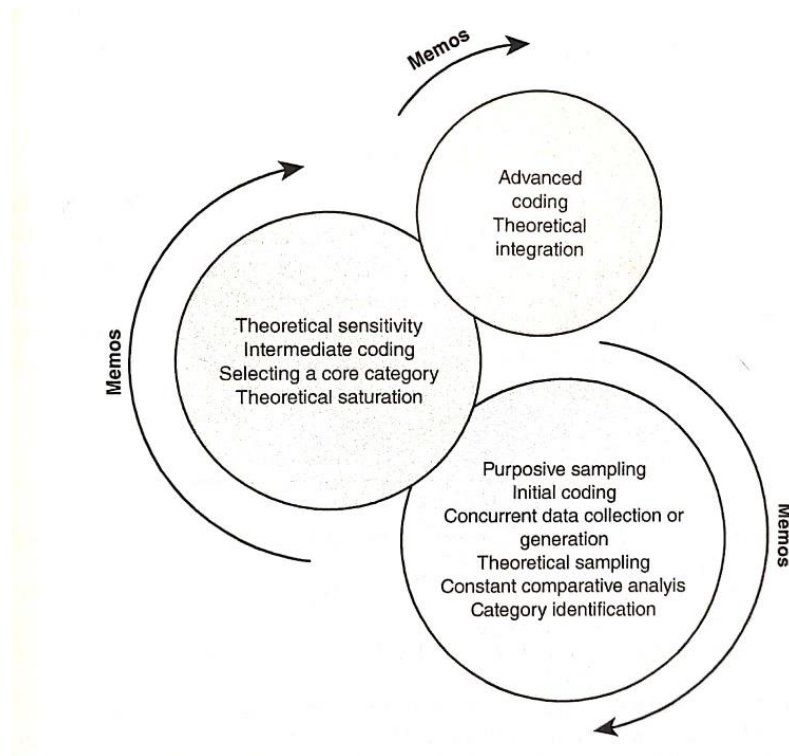 Memos
Advanced
coding
Theoretical
integration
Memos
Theoretical sensitivity
Intermediate coding
Selecting a core category
Theoretical saturation
Purposive sampling
Initial coding
Concurrent data collection or
generation
Theoretical sampling
Constant comparative analyis
Category identification
Memos